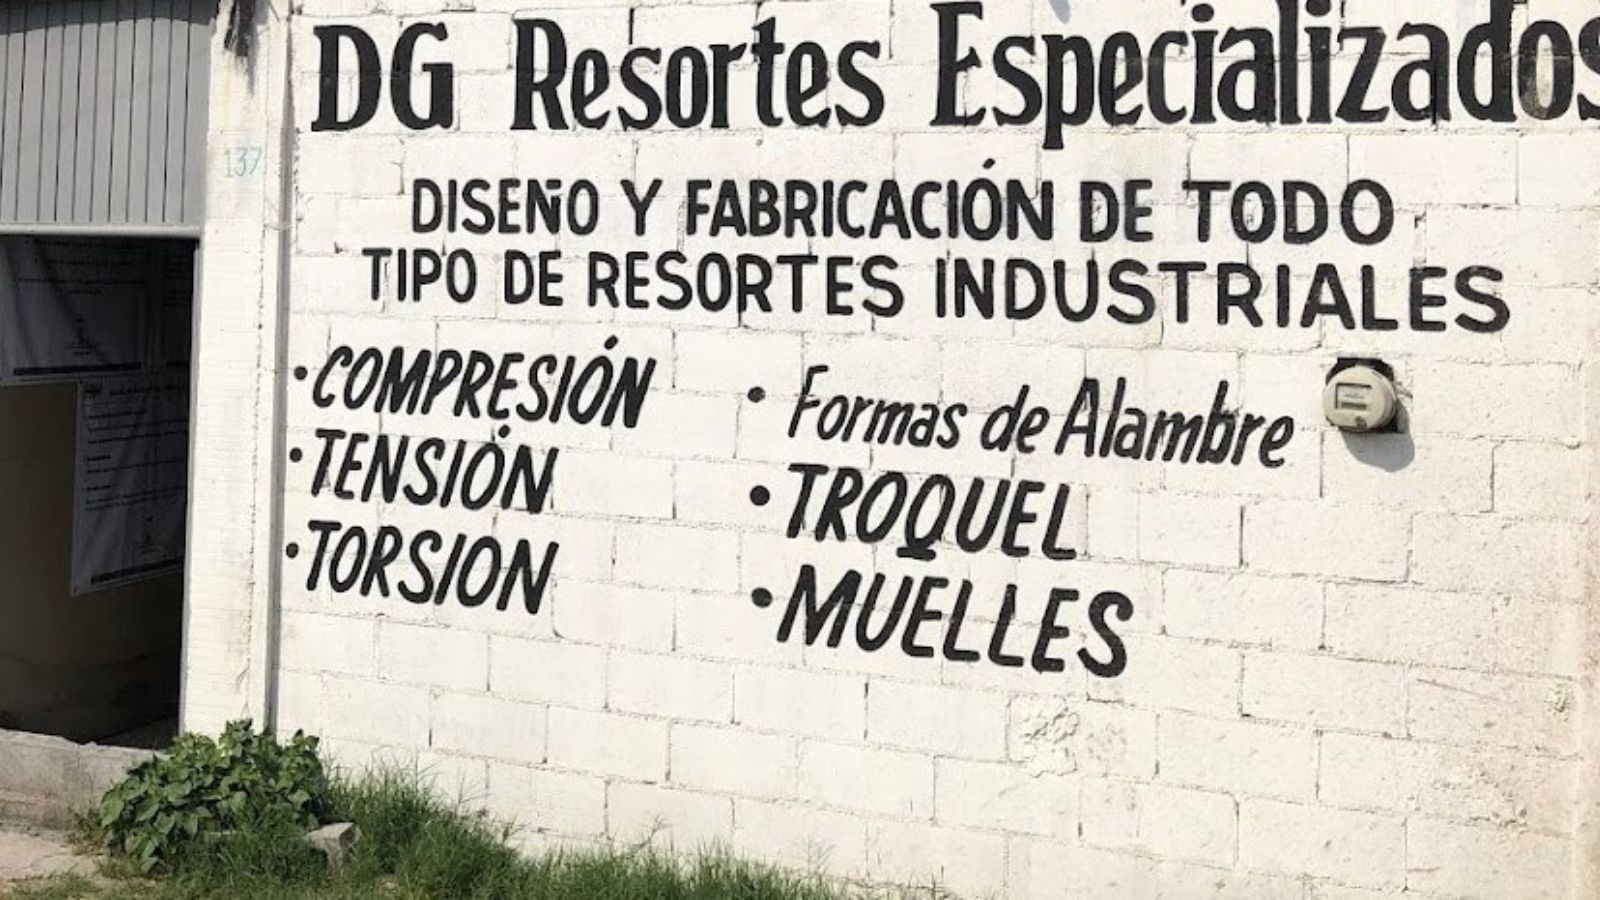 DG Resortes Especializados
137
DISEÑO Y FABRICACIÓN DE TODO
TIPO DE RESORTES INDUSTRIALES
·COMPRESIÓN
·TENSIÓN
·TORSION
· Formas de Alambre
·TROQUEL
·MUELLES